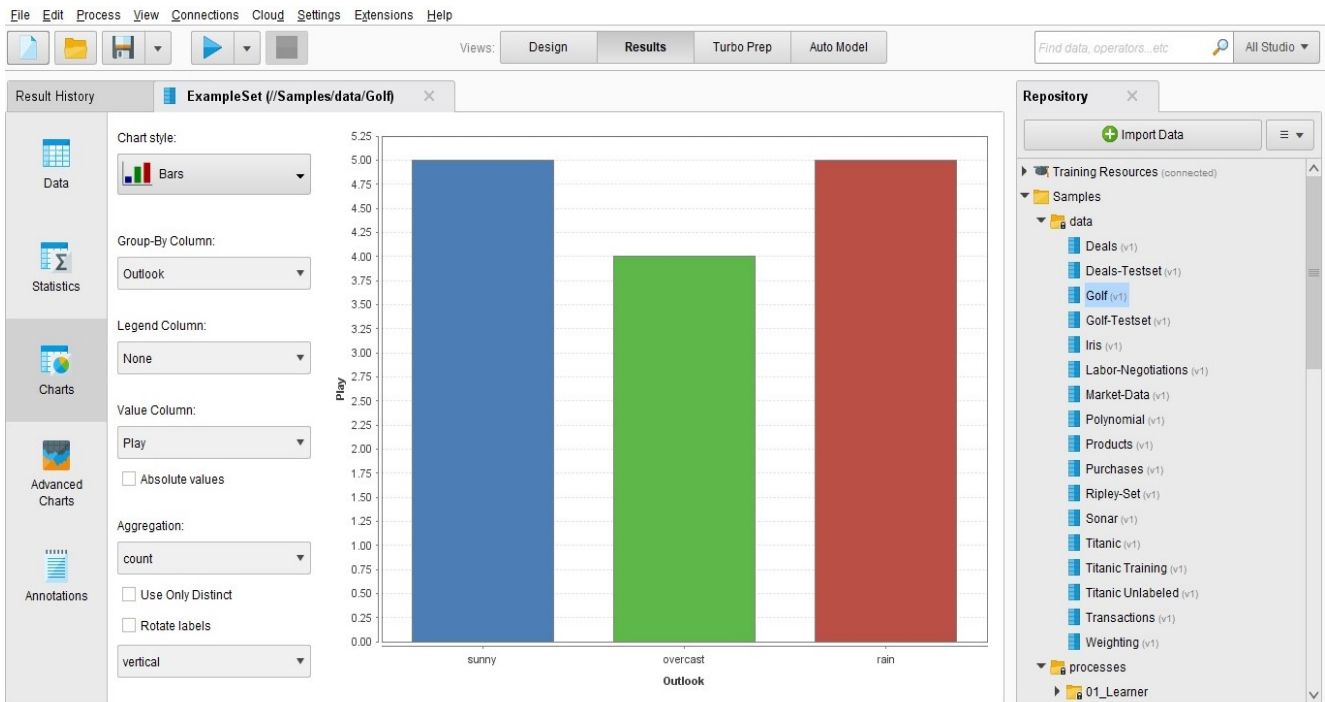 File Edit Process View Connections Cloud Settings Extensions Help
Views: Design Results Turbo Prep Auto Model
Find data, operators...etc All Studio
Result History
ExampleSet (//Samples/data/Golf)
Data
Statistics
Charts
Advanced
Charts
Annotations
Chart style:
Bars
Group-By Column:
Outlook
Legend Column:
None
Value Column:
Play
Absolute values
Aggregation:
count
Use Only Distinct
Rotate labels
vertical
Play
5.25
5.00
4.75
4.50
4.25
4.00
3.75
3.50
3.25
3.00
2.75
2.50
2.25
2.00
1.75
1.50
1.25
1.00
0.75
0.50
0.25
0.00
sunny overcast rain
Outlook
Repository
Import Data
Training Resources (connected)
Samples
data
Deals (v1)
Deals-Testset (v1)
Golf (v1)
Golf-Testset (v1)
Iris (v1)
Labor-Negotiations (v1)
Market-Data (v1)
Polynomial (v1)
Products (v1)
Purchases (v1)
Ripley-Set (v1)
Sonar (v1)
Titanic (v1)
Titanic Training (v1)
Titanic Unlabeled (v1)
Transactions (v1)
Weighting (v1)
processes
01_Learner